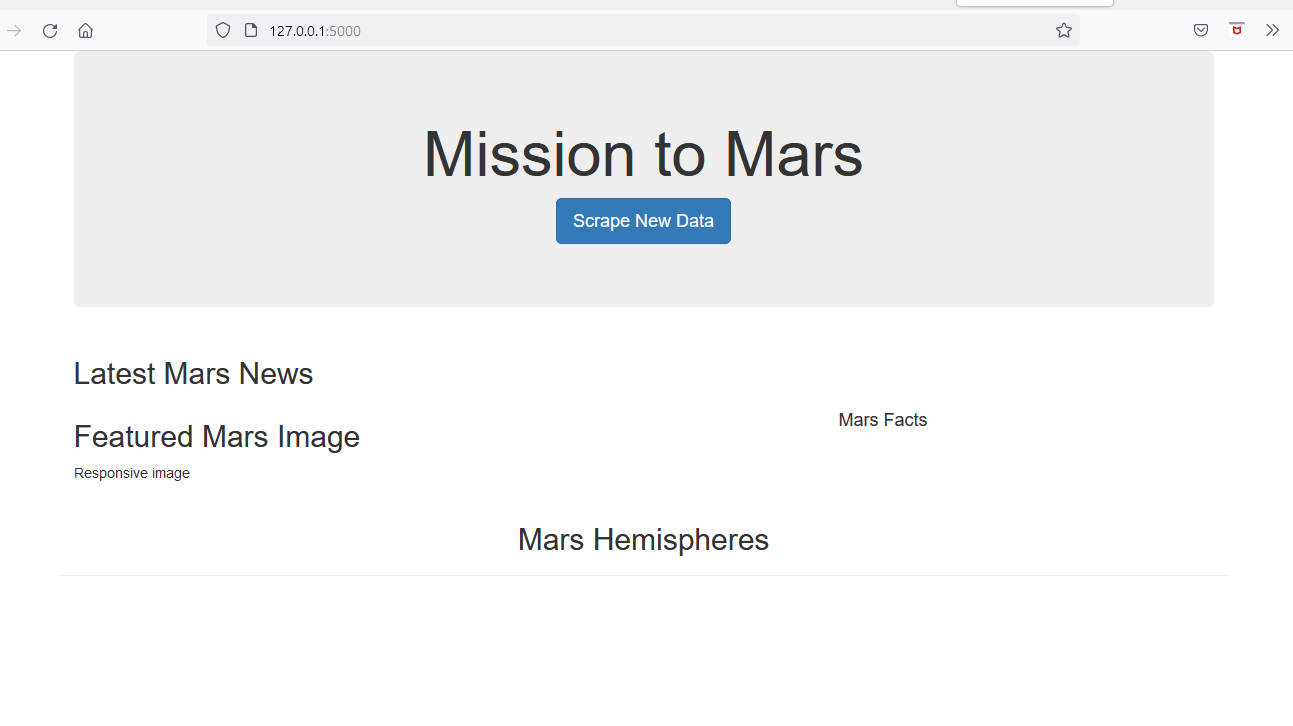 127.0.0.1:5000
Mission to Mars
Scrape New Data
Latest Mars News
Featured Mars Image
Mars Facts
Responsive image
Mars Hemispheres